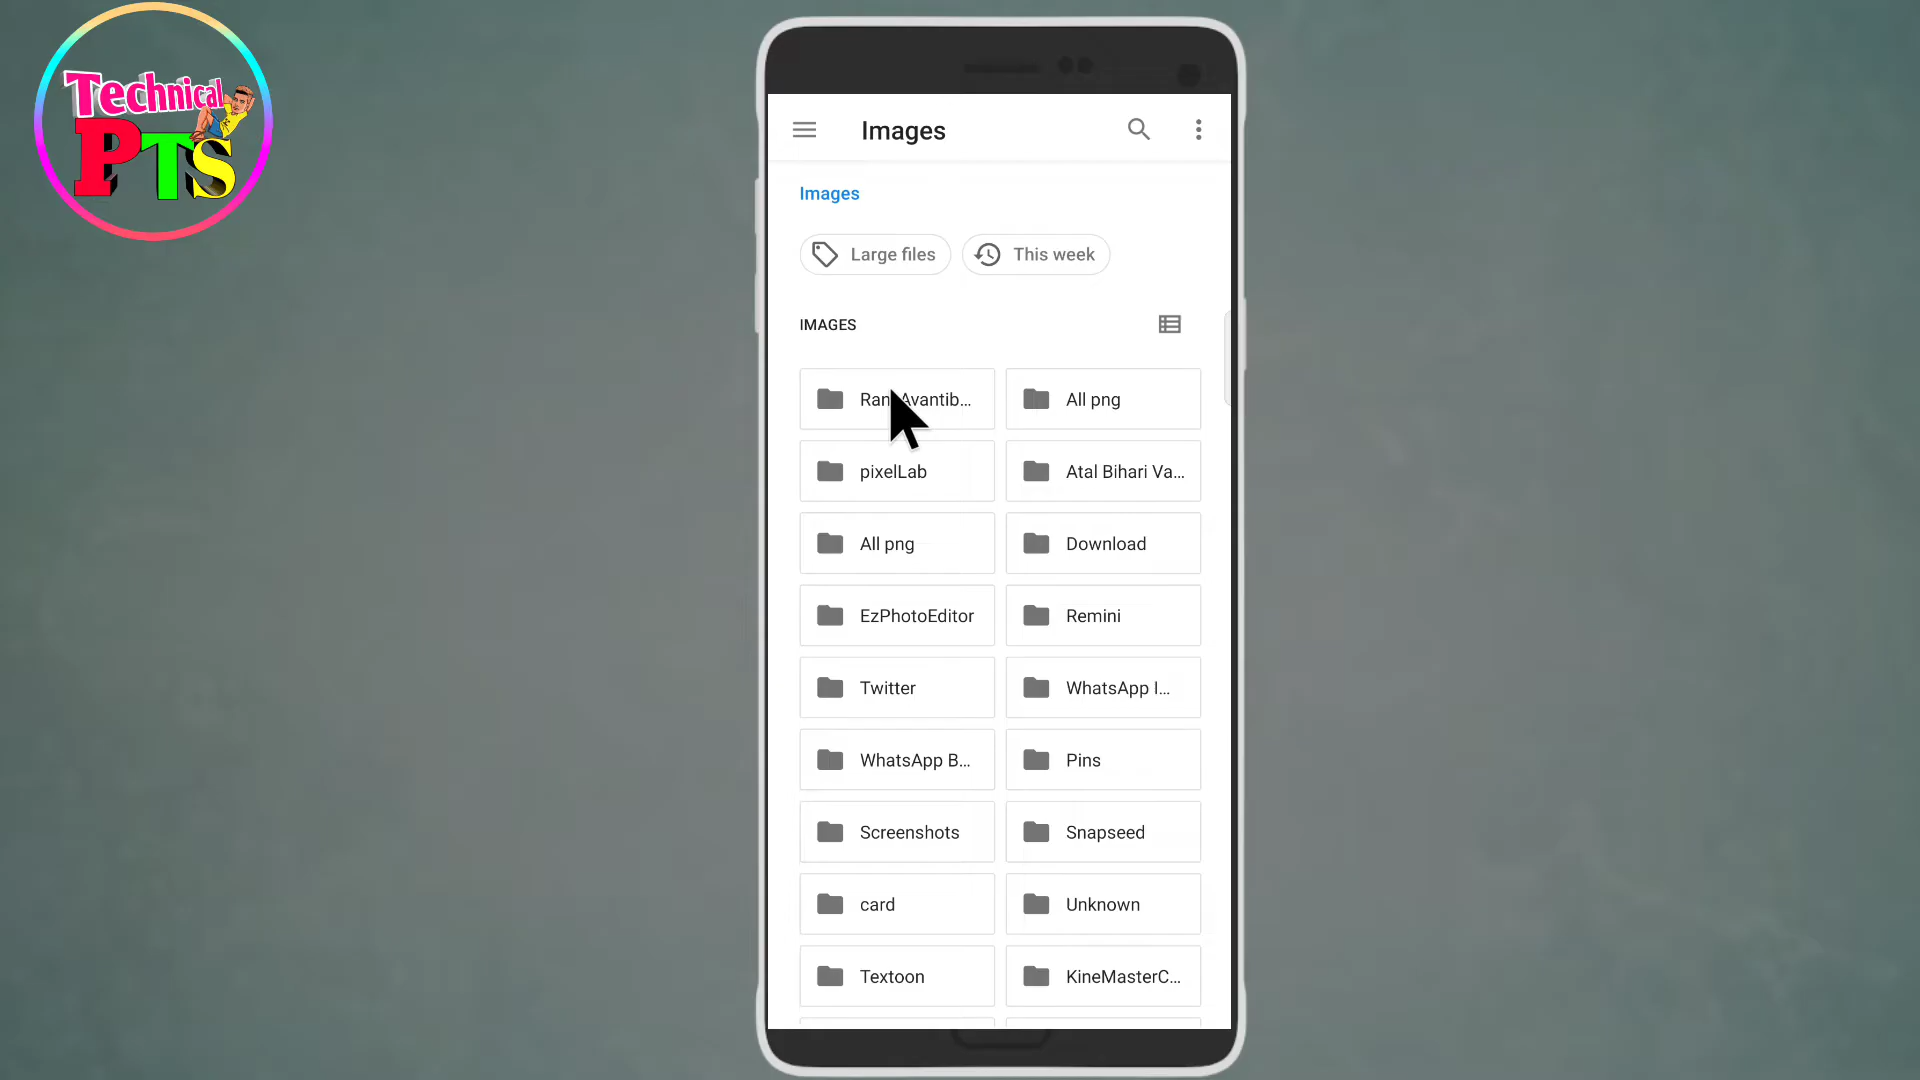 Technical
PTS
Images
Images
Large files
This week
IMAGES
Rani Avantib...
All png
pixelLab
Atal Bihari Va...
All png
Download
EzPhotoEditor
Remini
Twitter
WhatsApp I...
WhatsApp B...
Pins
Screenshots
Snapseed
card
Unknown
Textoon
KineMasterC...